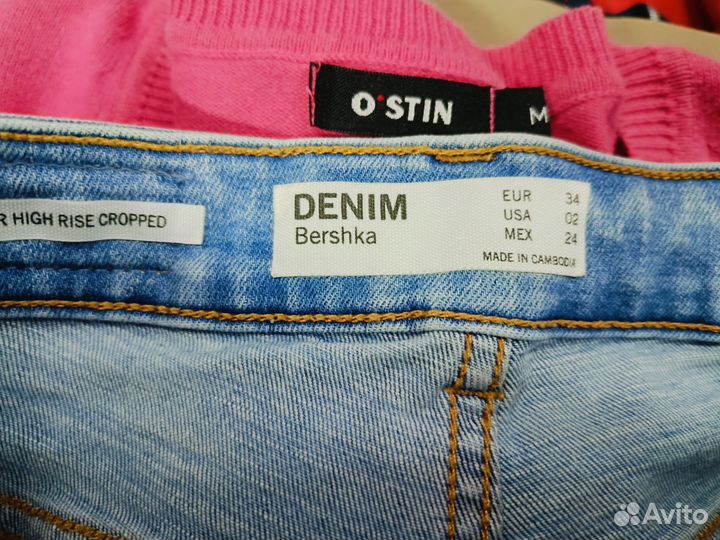 O'STIN
M
R HIGH RISE CROPPED
DENIM
Bershka
EUR 34
USA 02
MEX 24
MADE IN CAMBODIA
Avito